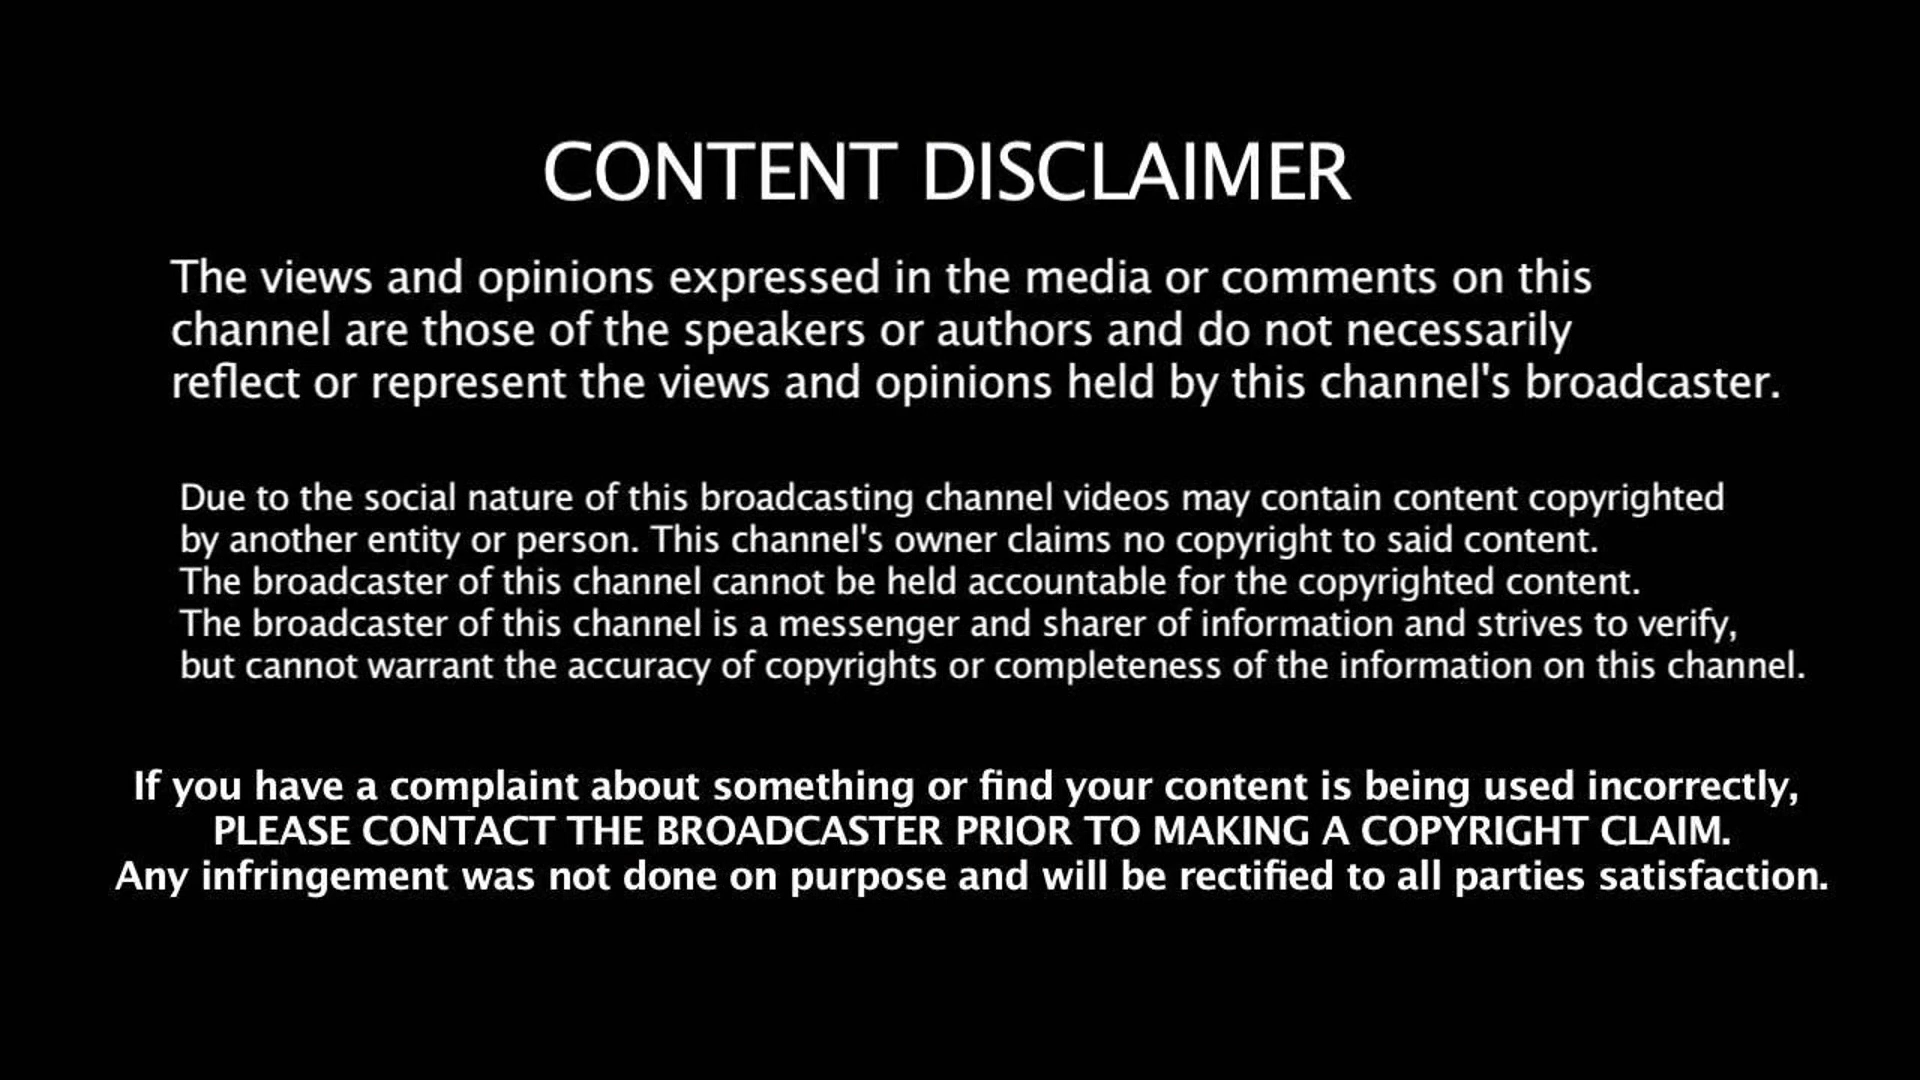 CONTENT DISCLAIMER
The views and opinions expressed in the media or comments on this
channel are those of the speakers or authors and do not necessarily
reflect or represent the views and opinions held by this channel's broadcaster.
Due to the social nature of this broadcasting channel videos may contain content copyrighted
by another entity or person. This channel's owner claims no copyright to said content.
The broadcaster of this channel cannot be held accountable for the copyrighted content.
The broadcaster of this channel is a messenger and sharer of information and strives to verify,
but cannot warrant the accuracy of copyrights or completeness of the information on this channel.
If you have a complaint about something or find your content is being used incorrectly,
PLEASE CONTACT THE BROADCASTER PRIOR TO MAKING A COPYRIGHT CLAIM.
Any infringement was not done on purpose and will be rectified to all parties satisfaction.